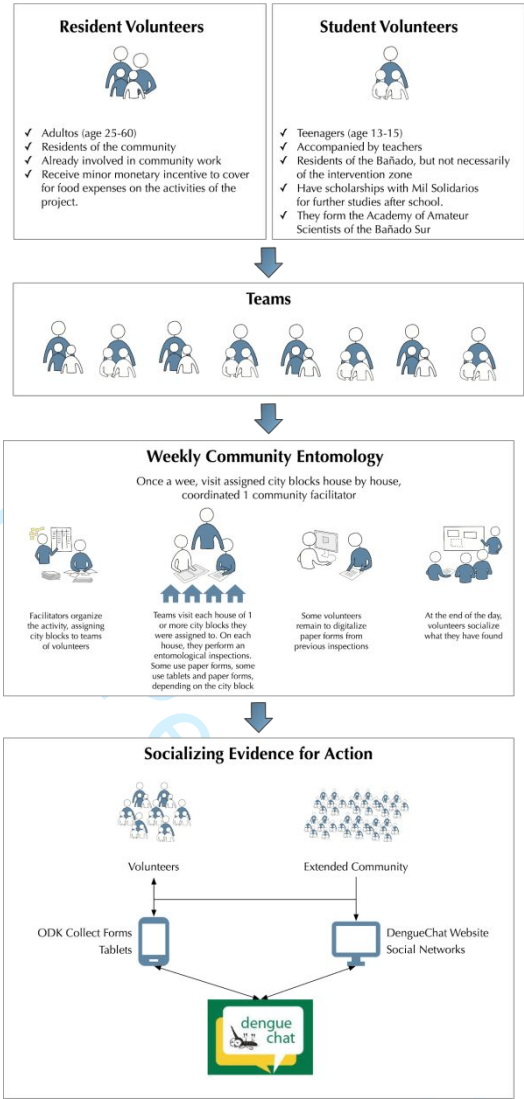 Resident Volunteers
✓ Adultos (age 25-60)
✓ Residents of the community
✓ Already involved in community work
✓ Receive minor monetary incentive to cover
for food expenses on the activities of the
project.
Student Volunteers
✓ Teenagers (age 13-15)
✓ Accompanied by teachers
✓ Residents of the Bañado, but not necessarily
of the intervention zone
✓ Have scholarships with Mil Solidarios
for further studies after school.
✓ They form the Academy of Amateur
Scientists of the Bañado Sur
Teams
Weekly Community Entomology
Once a wee, visit assigned city blocks house by house,
coordinated 1 community facilitator
Facilitators organize
the activity, assigning
city blocks to teams
of volunteers
Teams visit each house of 1
or more city blocks they
were assigned to. On each
house, they perform an
entomological inspections.
Some use paper forms, some
use tablets and paper forms,
depending on the city block
Some volunteers
remain to digitalize
paper forms from
previous inspections
At the end of the day,
volunteers socialize
what they have found
Socializing Evidence for Action
Volunteers
Extended Community
ODK Collect Forms
Tablets
DengueChat Website
Social Networks
dengue
chat